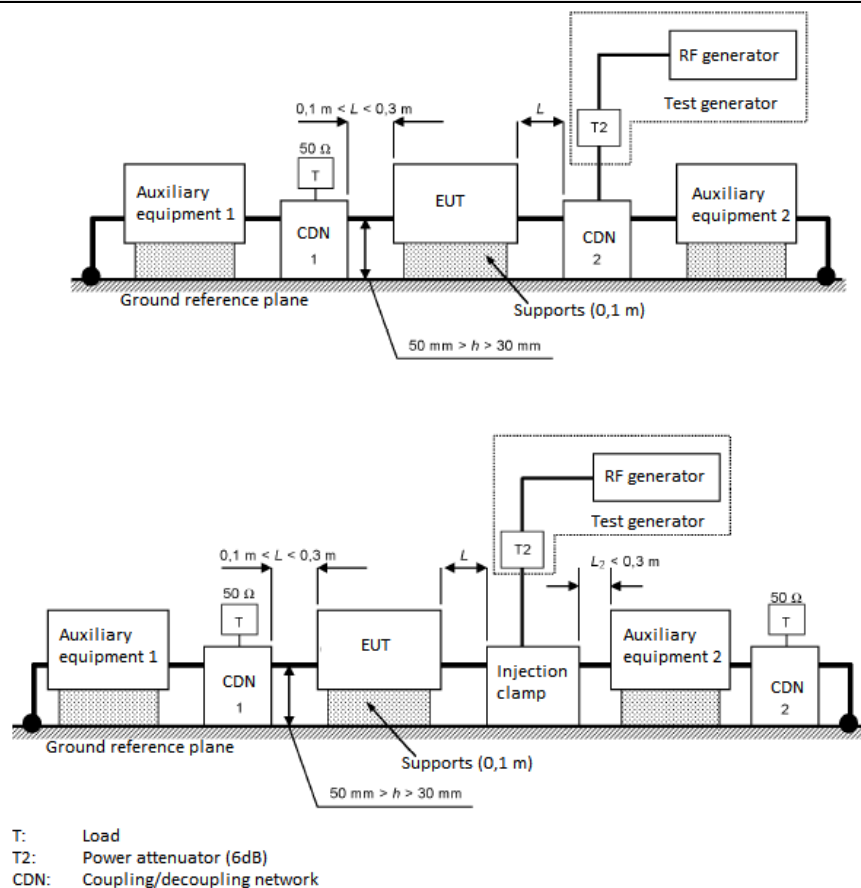 RF generator
Test generator
0,1 m < L < 0,3 m
L
T2
50 Ω
T
Auxiliary
equipment 1
EUT
Auxiliary
equipment 2
CDN
1
CDN
2
Ground reference plane
Supports (0,1 m)
50 mm > h > 30 mm
RF generator
Test generator
0,1 m < L < 0,3 m
L
T2
L₂ < 0,3 m
50 Ω
T
50 Ω
T
Auxiliary
equipment 1
EUT
Auxiliary
equipment 2
CDN
1
Injection
clamp
CDN
2
Ground reference plane
Supports (0,1 m)
50 mm > h > 30 mm
T: Load
T2: Power attenuator (6dB)
CDN: Coupling/decoupling network